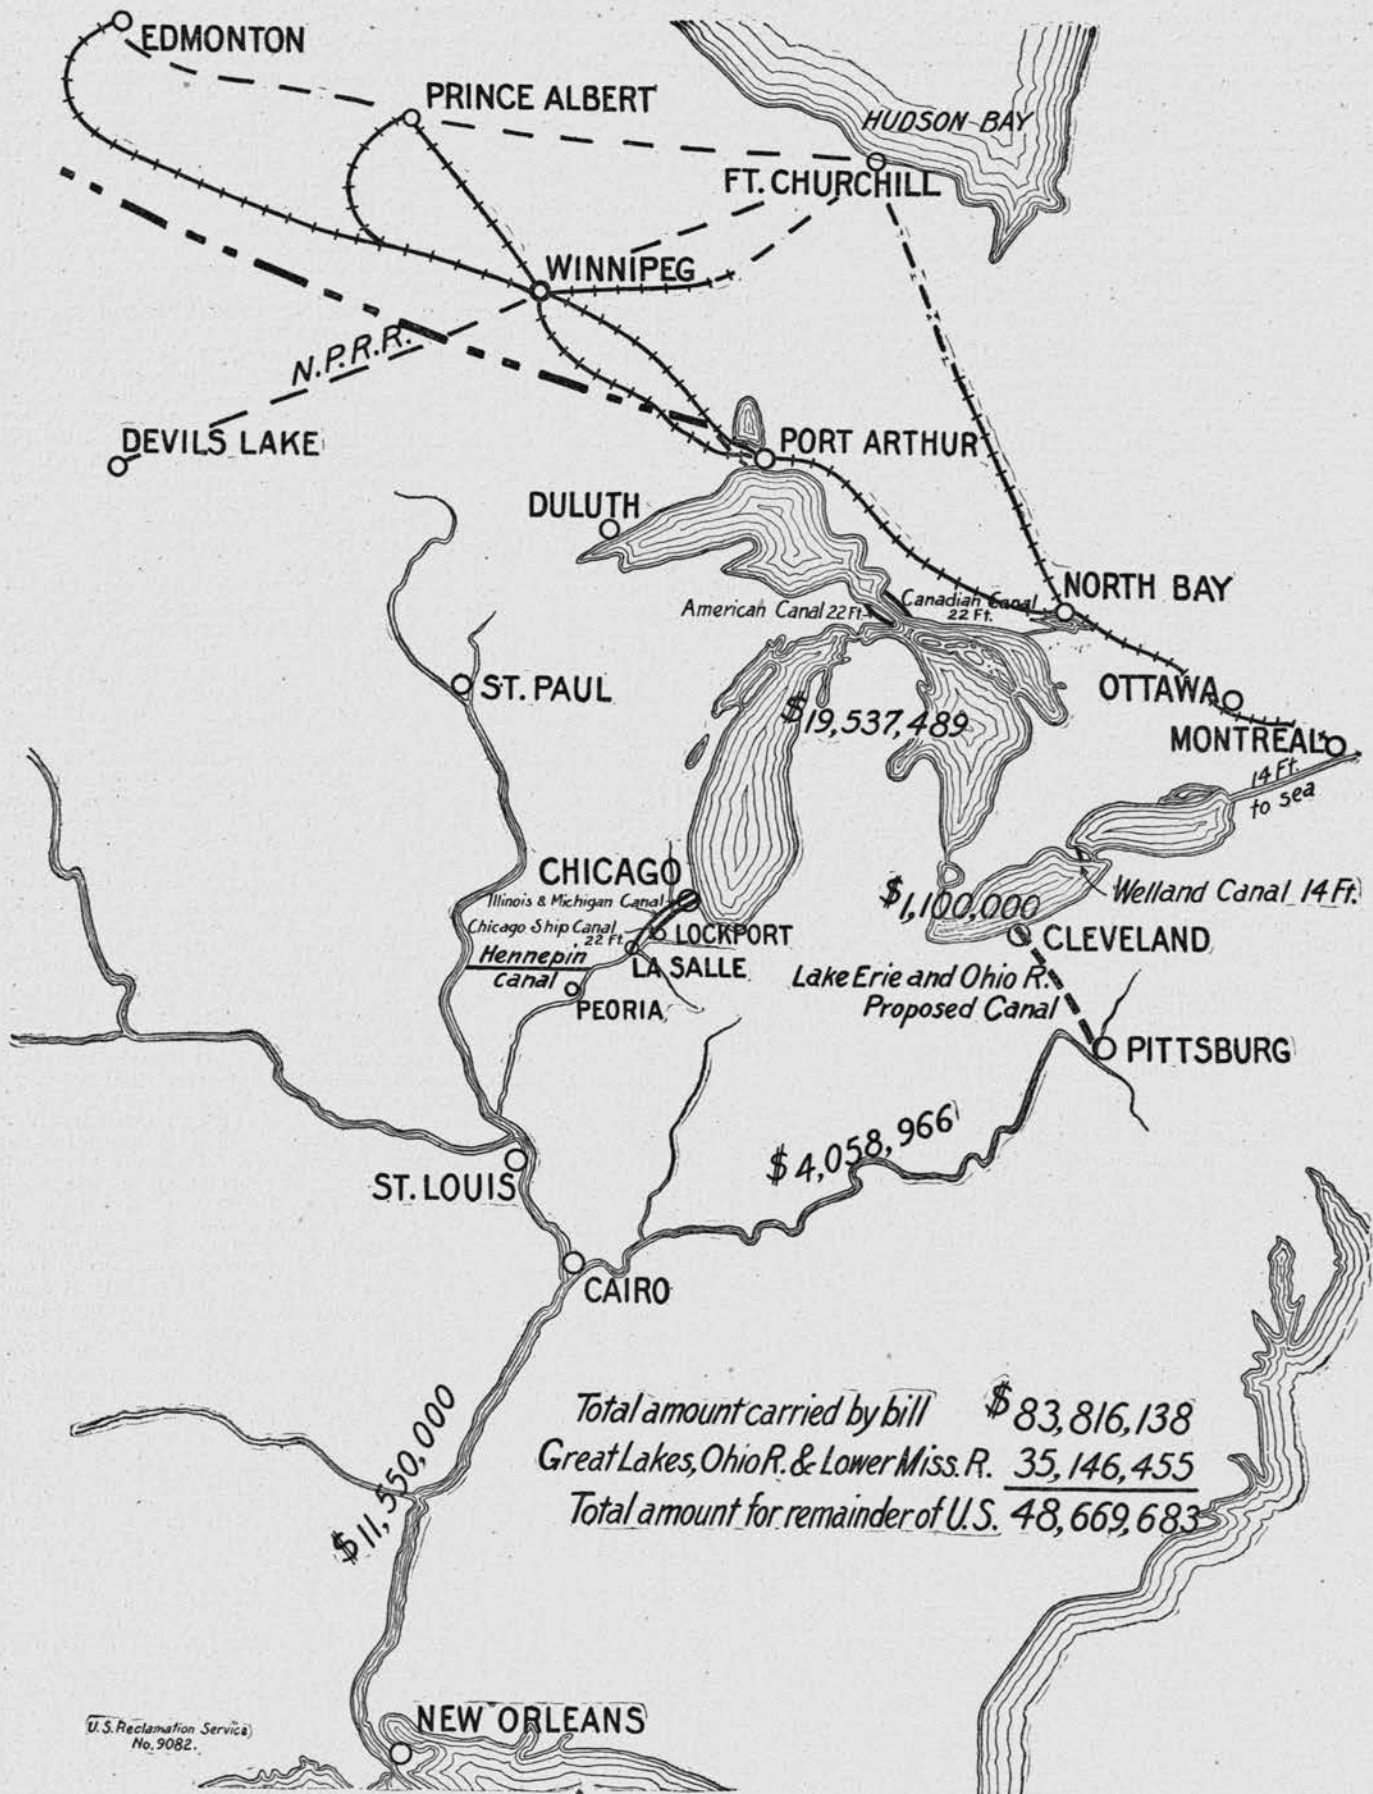 EDMONTON
PRINCE ALBERT
HUDSON BAY
FT. CHURCHILL
WINNIPEG
N.P.R.R.
DEVILS LAKE
PORT ARTHUR
DULUTH
NORTH BAY
American Canal 22 Ft.
Canadian Canal
22 Ft.
ST. PAUL
OTTAWA
$19,537,489
MONTREAL
14 Ft.
to sea
CHICAGO
Illinois & Michigan Canal
$1,100,000
Welland Canal 14 Ft.
Chicago Ship Canal
22 Ft.
LOCKPORT
CLEVELAND
Hennepin
Canal
LA SALLE
Lake Erie and Ohio R.
Proposed Canal
PEORIA
PITTSBURG
$4,058,966
ST. LOUIS
CAIRO
$11,550,000
Total amount carried by bill $83,816,138
Great Lakes, Ohio R. & Lower Miss. R. 35,146,455
Total amount for remainder of U.S. 48,669,683
NEW ORLEANS
U.S. Reclamation Service
No. 9082.